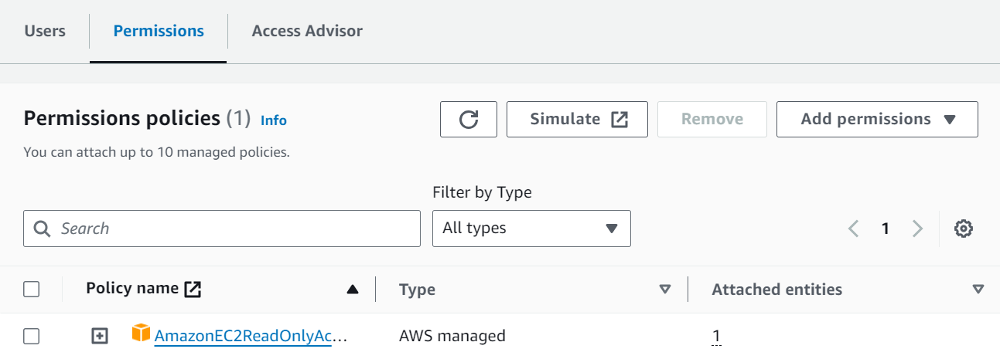 Users Permissions Access Advisor
Permissions policies (1) Info
Simulate Remove Add permissions
You can attach up to 10 managed policies.
Filter by Type
Search All types 1
Policy name Type Attached entities
AmazonEC2ReadOnlyAc... AWS managed 1